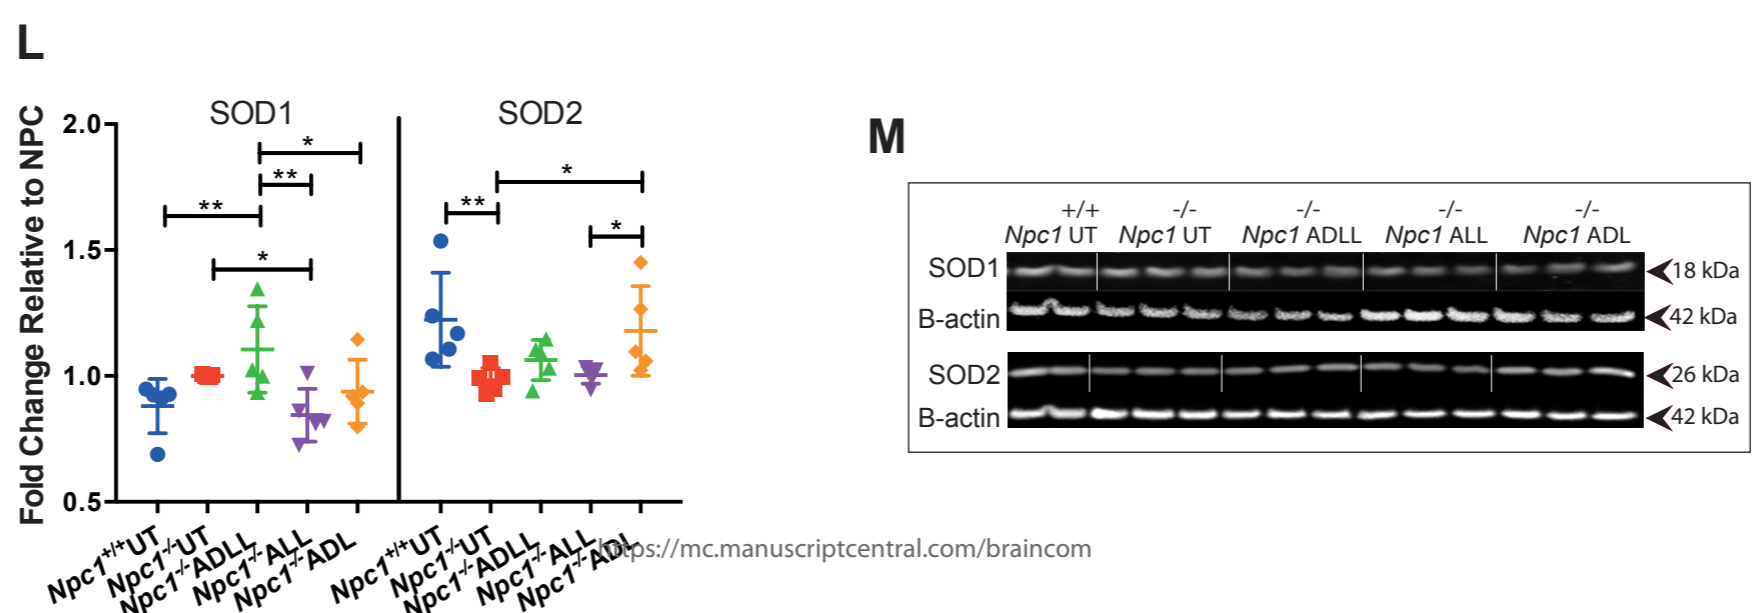 L
Fold Change Relative to NPC
SOD1
SOD2
2.0
1.5
1.0
0.5
*
**
**
*
*
**
*
Npc1+/+UT
Npc1-/-UT
Npc1-/-ADLL
Npc1-/-ALL
Npc1-/-ADL
Npc1+/+UT
Npc1-/-UT
Npc1-/-ADLL
Npc1-/-ALL
Npc1-/-ADL
https://mc.manuscriptcentral.com/braincom
M
+/+ -/- -/- -/- -/-
Npc1 UT Npc1 UT Npc1 ADLL Npc1 ALL Npc1 ADL
SOD1 18 kDa
B-actin 42 kDa
SOD2 26 kDa
B-actin 42 kDa